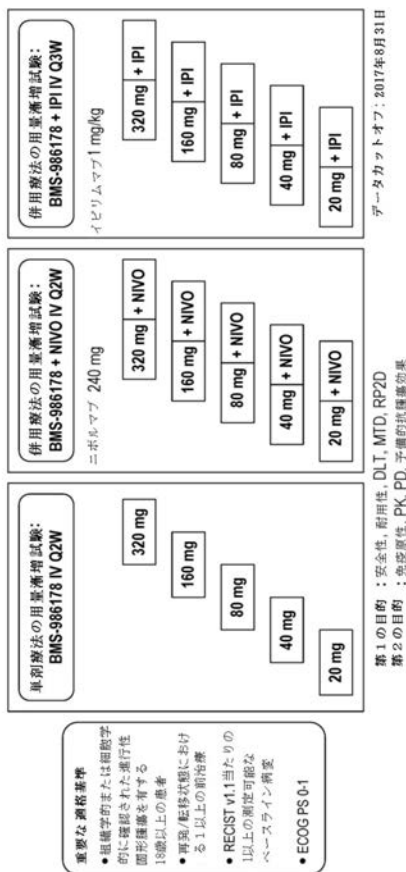 重要な適格基準
● 組織学的または細胞学
的に確認された進行性
固形腫瘍を有する
18歳以上の患者
● 再発/転移状態におけ
る1以上の前治療
● RECIST v1.1当たりの
1以上の測定可能な
ベースライン病変
● ECOG PS 0-1
単剤療法の用量漸増試験：
BMS-986178 IV Q2W
320 mg
160 mg
80 mg
40 mg
20 mg
併用療法の用量漸増試験：
BMS-986178 + NIVO IV Q2W
ニボルマブ 240 mg
320 mg + NIVO
160 mg + NIVO
80 mg + NIVO
40 mg + NIVO
20 mg + NIVO
併用療法の用量漸増試験：
BMS-986178 + IPI IV Q3W
イピリムマブ 1 mg/kg
320 mg + IPI
160 mg + IPI
80 mg + IPI
40 mg + IPI
20 mg + IPI
第1の目的 ：安全性, 耐用性, DLT, MTD, RP2D
第2の目的 ：免疫原性, PK, PD, 予備的抗腫瘍効果
データカットオフ：2017年8月31日